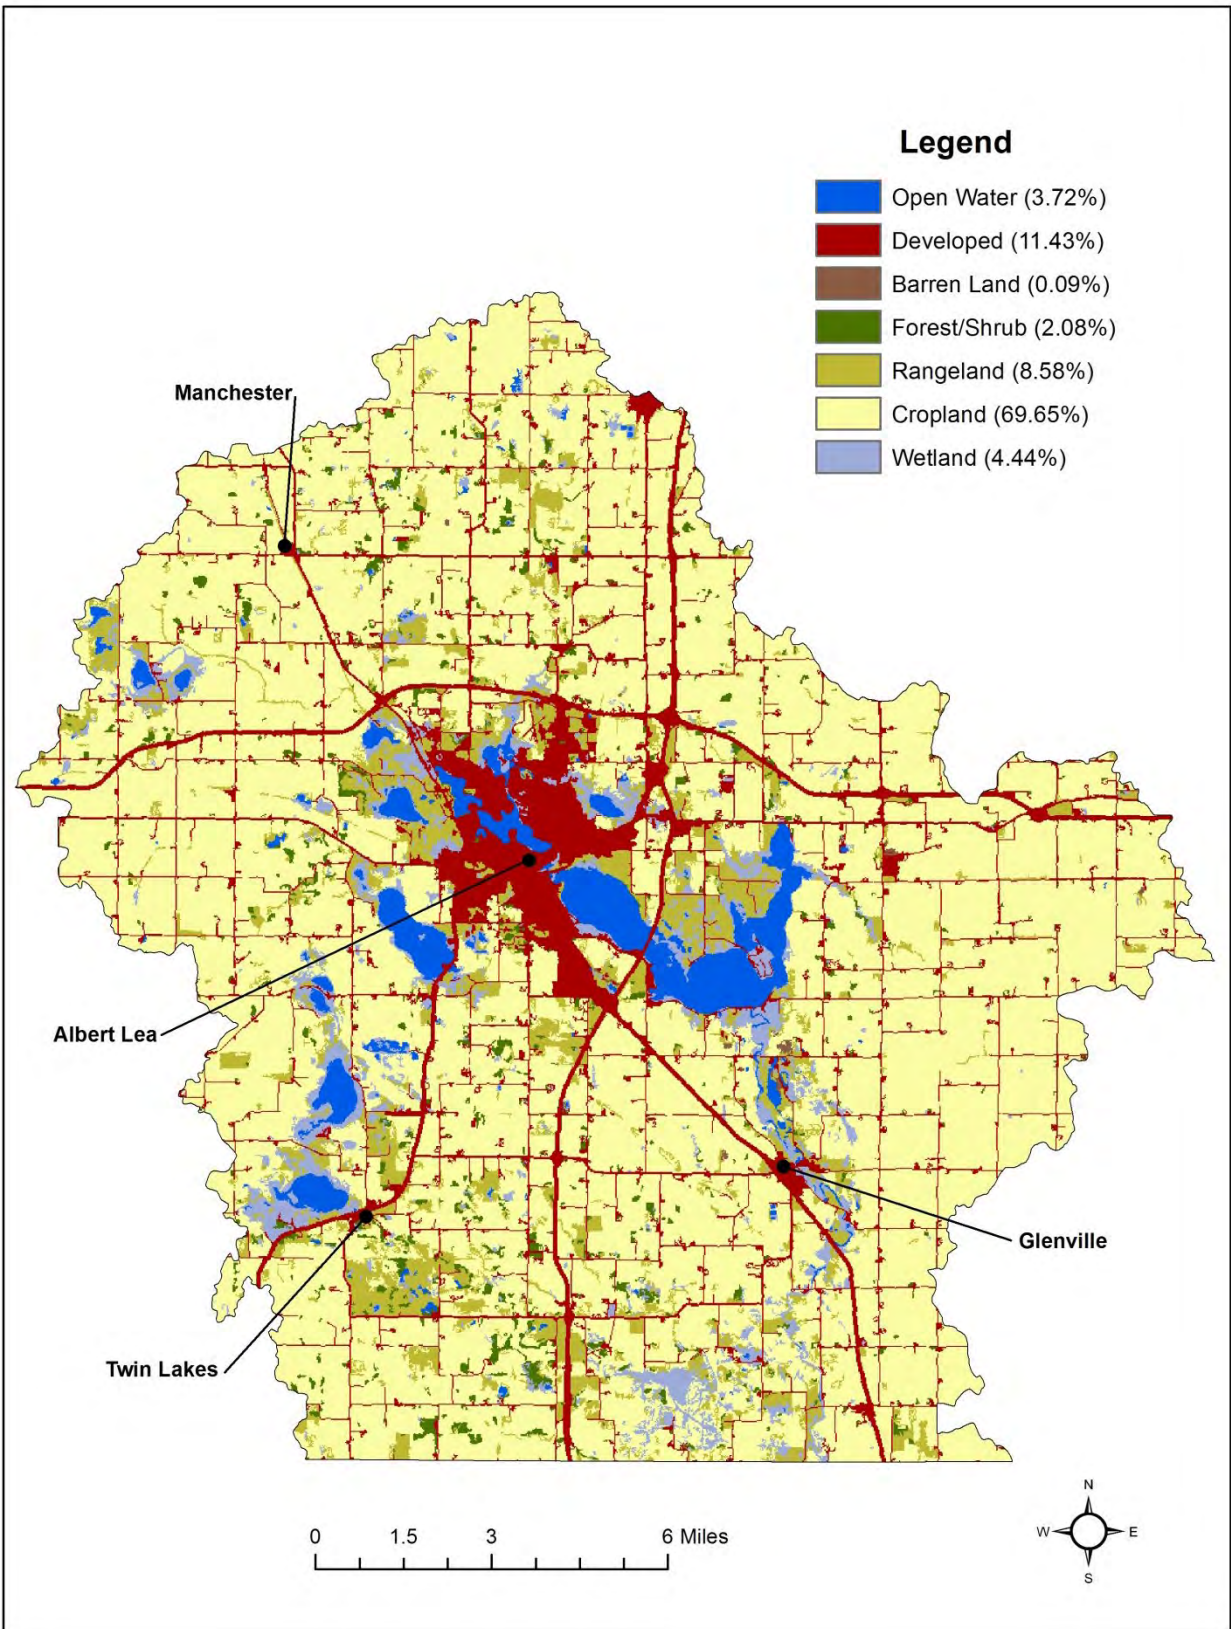 Legend
Open Water (3.72%)
Developed (11.43%)
Barren Land (0.09%)
Forest/Shrub (2.08%)
Rangeland (8.58%)
Cropland (69.65%)
Wetland (4.44%)
Manchester
Albert Lea
Glenville
Twin Lakes
0 1.5 3 6 Miles
N
W E
S